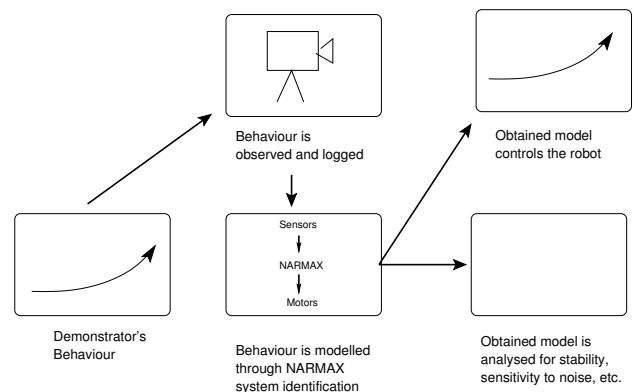 Behaviour is
observed and logged
Obtained model
controls the robot
Sensors
NARMAX
Motors
Demonstrator's
Behaviour
Behaviour is modelled
through NARMAX
system identification
Obtained model is
analysed for stability,
sensitivity to noise, etc.